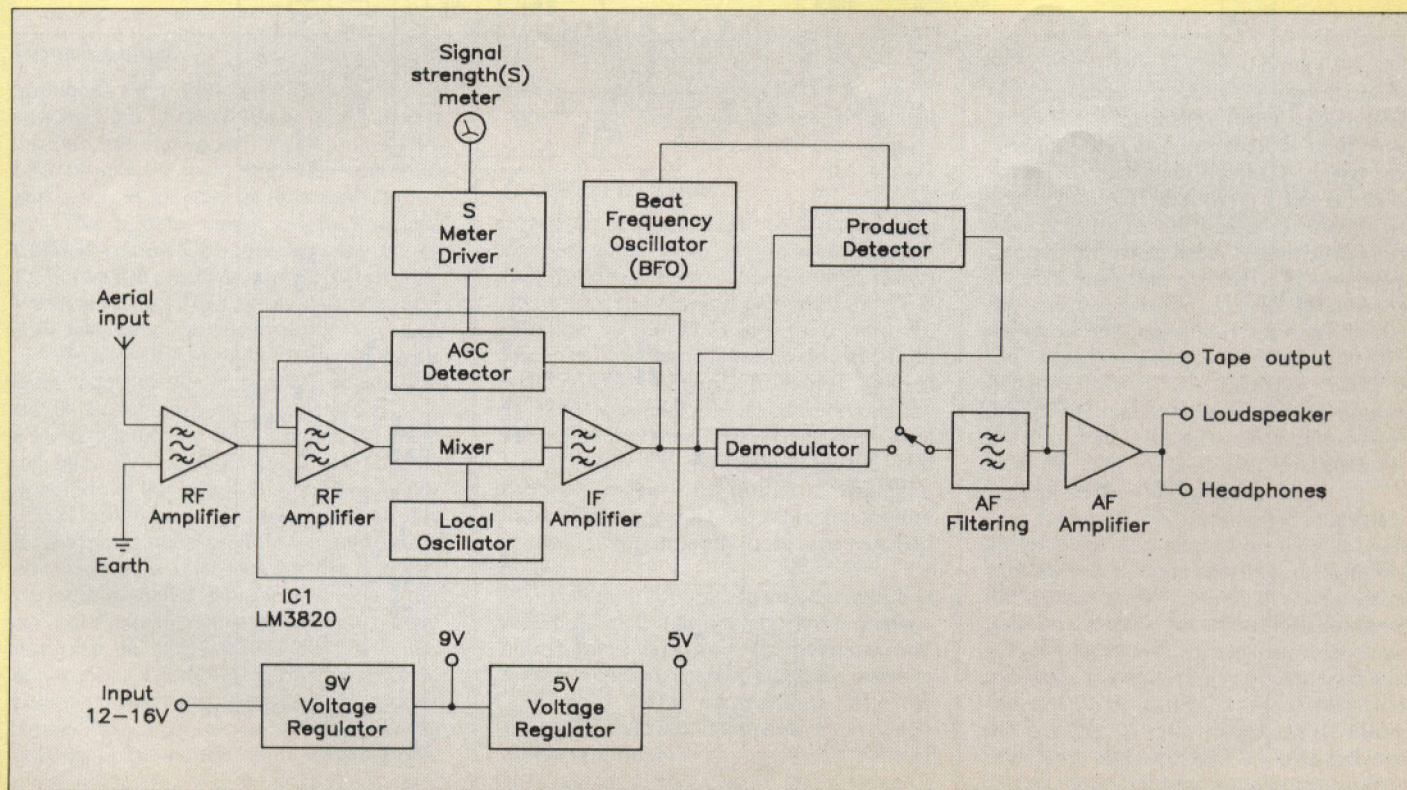 Signal
strength(S)
meter
S
Meter
Driver
Beat
Frequency
Oscillator
(BFO)
Product
Detector
Aerial
input
AGC
Detector
Tape output
Loudspeaker
Headphones
Mixer
Demodulator
RF
Amplifier
RF
Amplifier
Local
Oscillator
IF
Amplifier
AF
Filtering
AF
Amplifier
Earth
IC1
LM3820
9V
5V
Input
12–16V
9V
Voltage
Regulator
5V
Voltage
Regulator